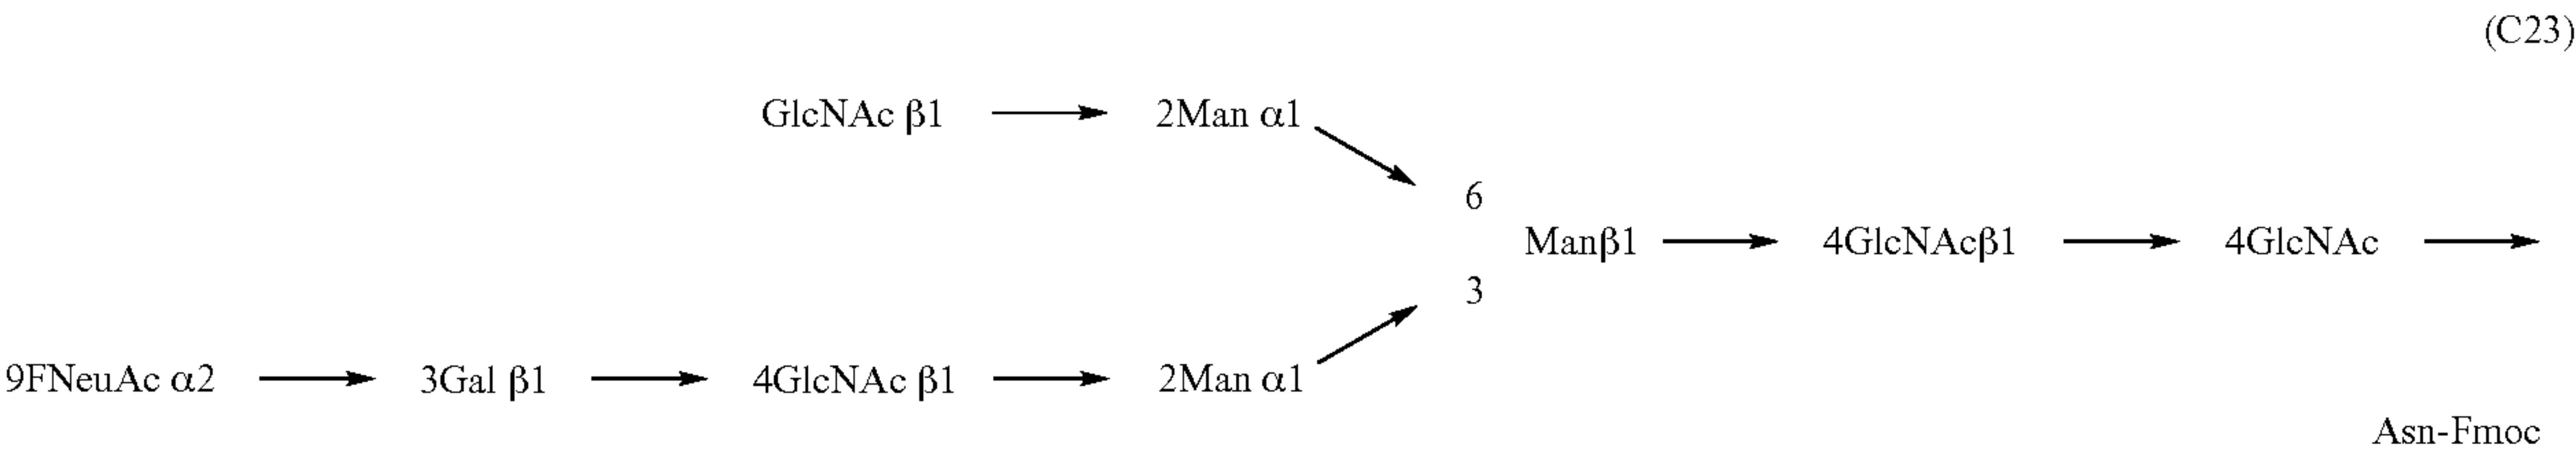 (C23)
GlcNAc β1 → 2Man α1
6
Manβ1 → 4GlcNAcβ1 → 4GlcNAc →
3
9FNeuAc α2 → 3Gal β1 → 4GlcNAc β1 → 2Man α1
Asn-Fmoc